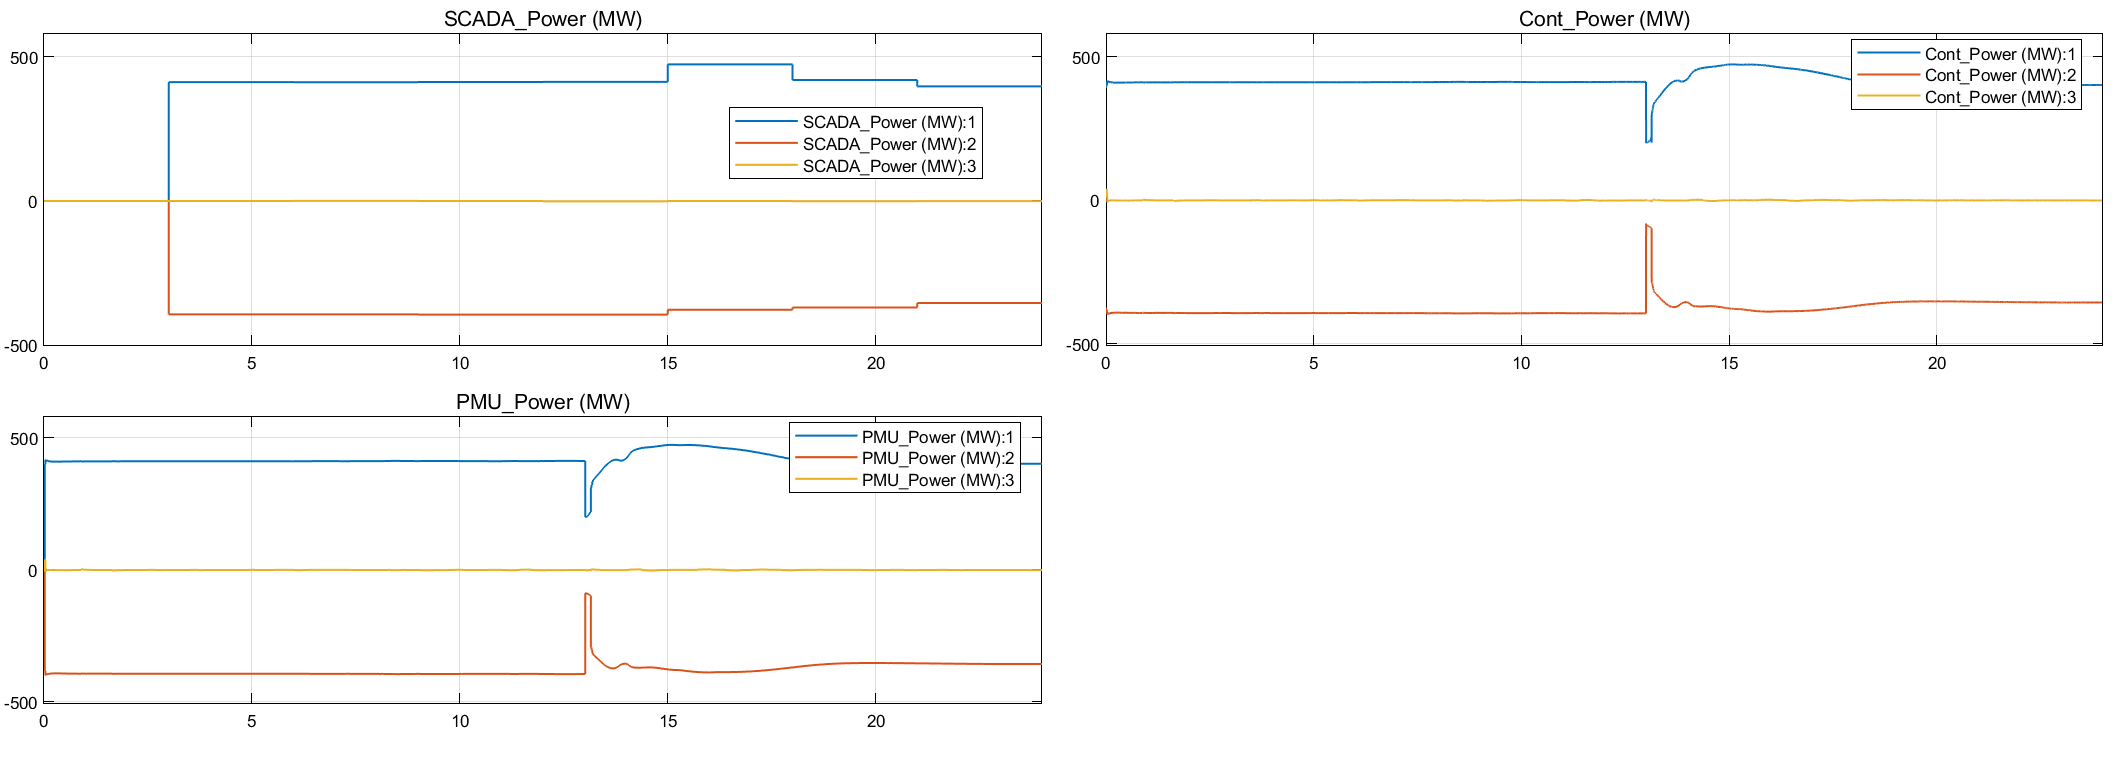 SCADA_Power (MW)
500
0
-500
0 5 10 15 20
SCADA_Power (MW):1
SCADA_Power (MW):2
SCADA_Power (MW):3
Cont_Power (MW)
500
0
-500
0 5 10 15 20
Cont_Power (MW):1
Cont_Power (MW):2
Cont_Power (MW):3
PMU_Power (MW)
500
0
-500
0 5 10 15 20
PMU_Power (MW):1
PMU_Power (MW):2
PMU_Power (MW):3